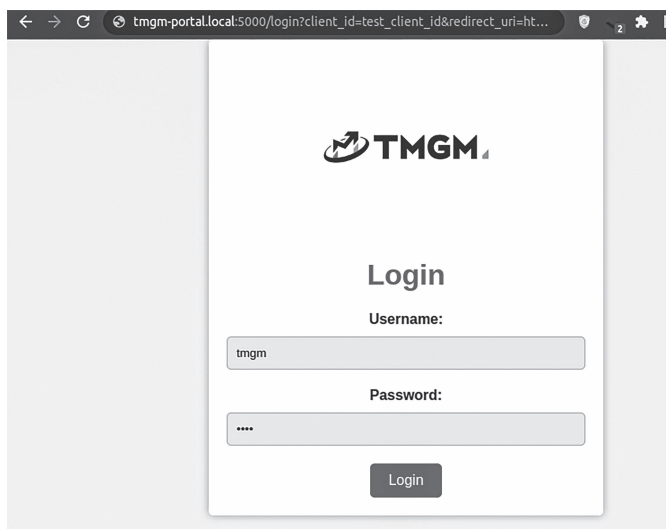 tmgm-portal.local:5000/login?client_id=test_client_id&redirect_uri=ht...
2
TMGM
Login
Username:
tmgm
Password:
••••
Login